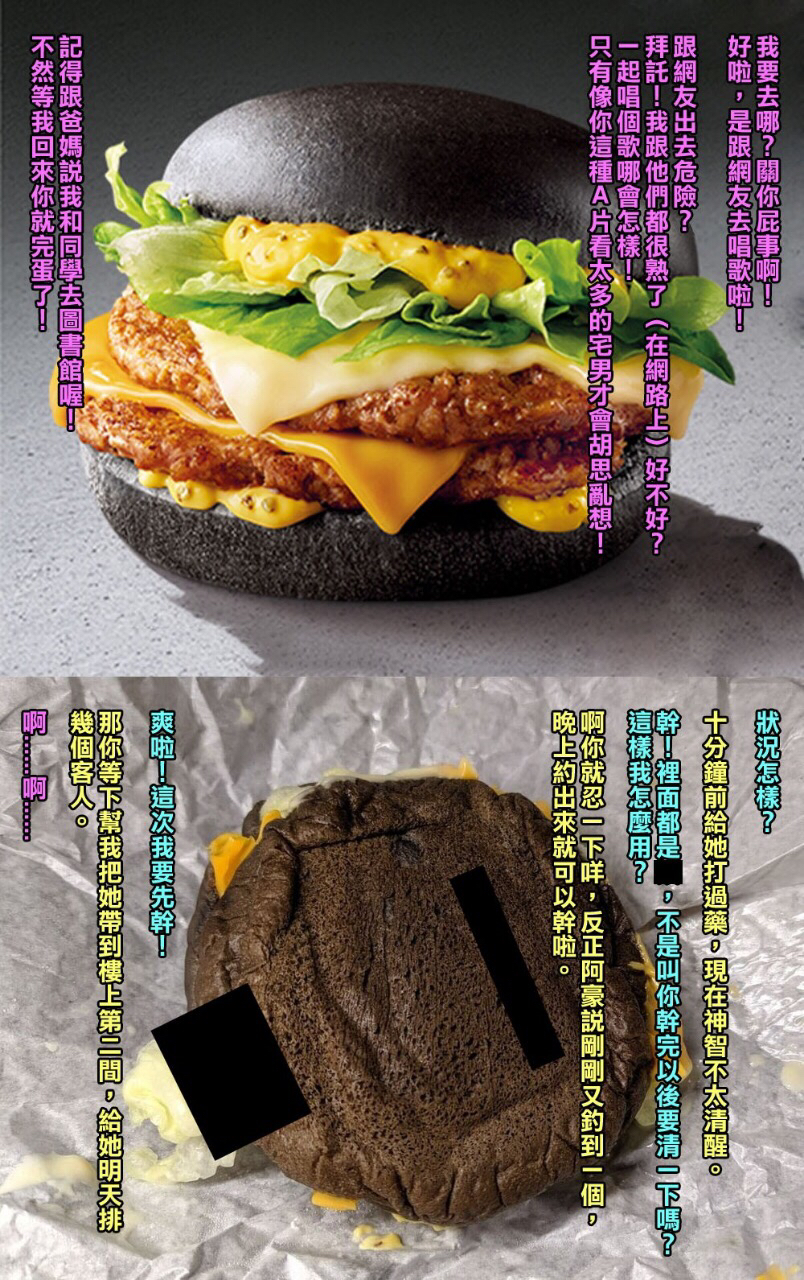 我要去哪？關你屁事啊！
好啦，是跟網友去唱歌啦！
跟網友出去危險？
拜託！我跟他們都很熟了（在網路上）好不好？
一起唱個歌哪會怎樣！
只有像你這種A片看太多的宅男才會胡思亂想！
記得跟爸媽說我和同學去圖書館喔！
不然等我回來你就完蛋了！
狀況怎樣？
十分鐘前給她打過藥，現在神智不太清醒。
幹！裡面都是，不是叫你幹完以後要清一下嗎？
這樣我怎麼用？
啊你就忍一下咩，反正阿豪說剛剛又釣到一個，
晚上約出來就可以幹啦。
爽啦！這次我要先幹！
那你等下幫我把她帶到樓上第二間，給她明天排
幾個客人。
啊……啊……